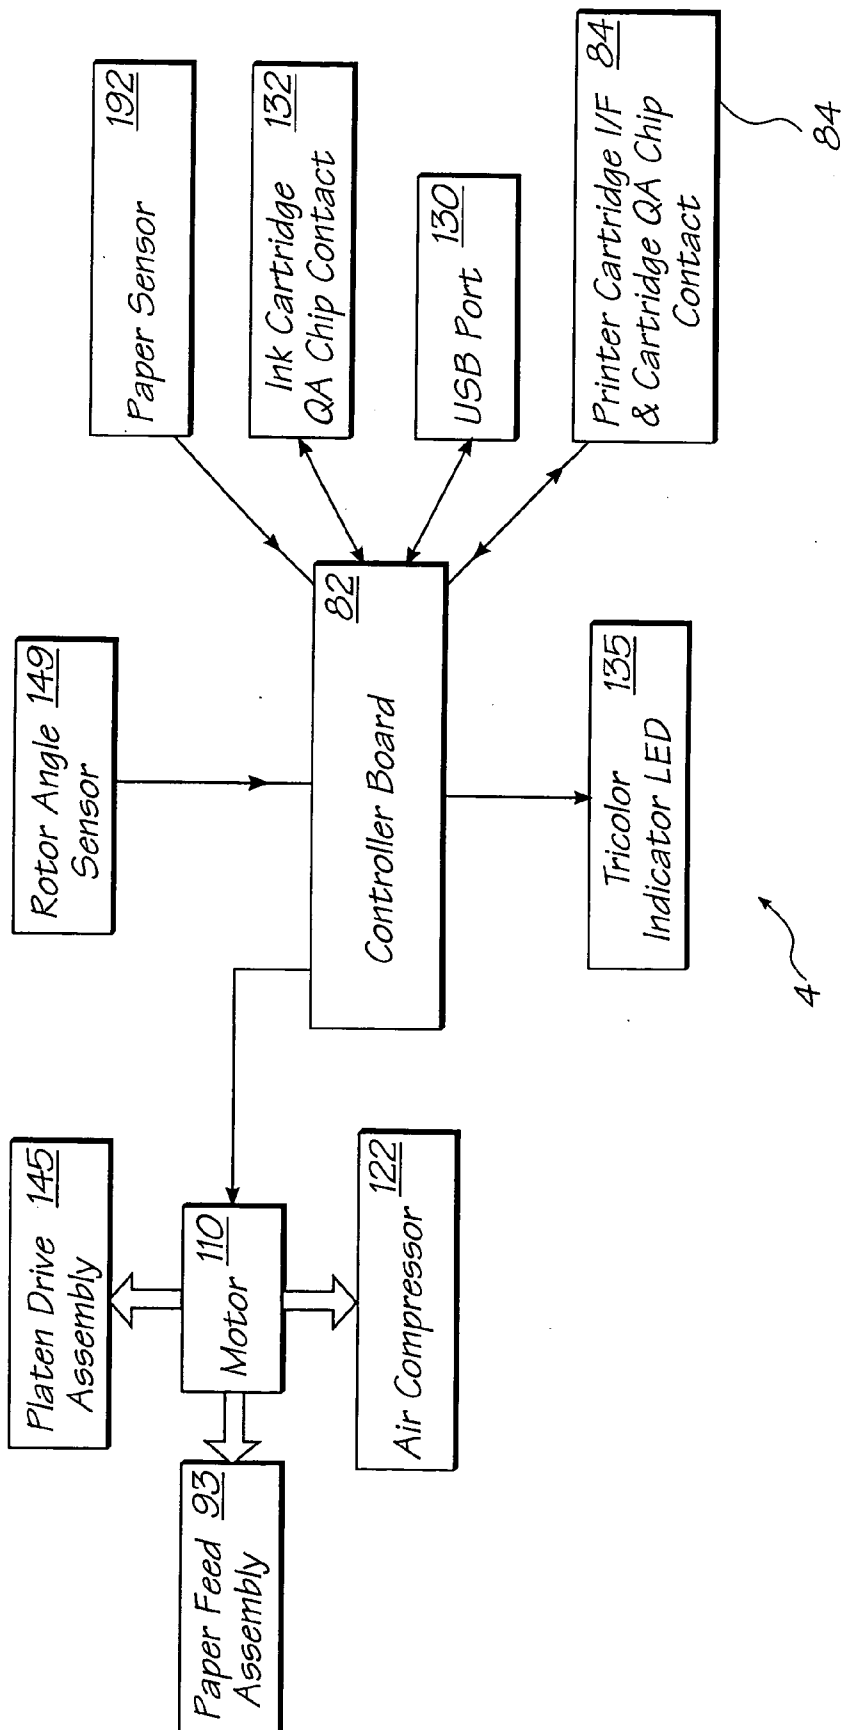 Paper Feed 93
Assembly
Platen Drive 145
Assembly
Motor 110
Air Compressor 122
Rotor Angle 149
Sensor
Controller Board 82
Tricolor 135
Indicator LED
Paper Sensor 192
Ink Cartridge 132
QA Chip Contact
USB Port 130
Printer Cartridge I/F 84
& Cartridge QA Chip
Contact
84
4